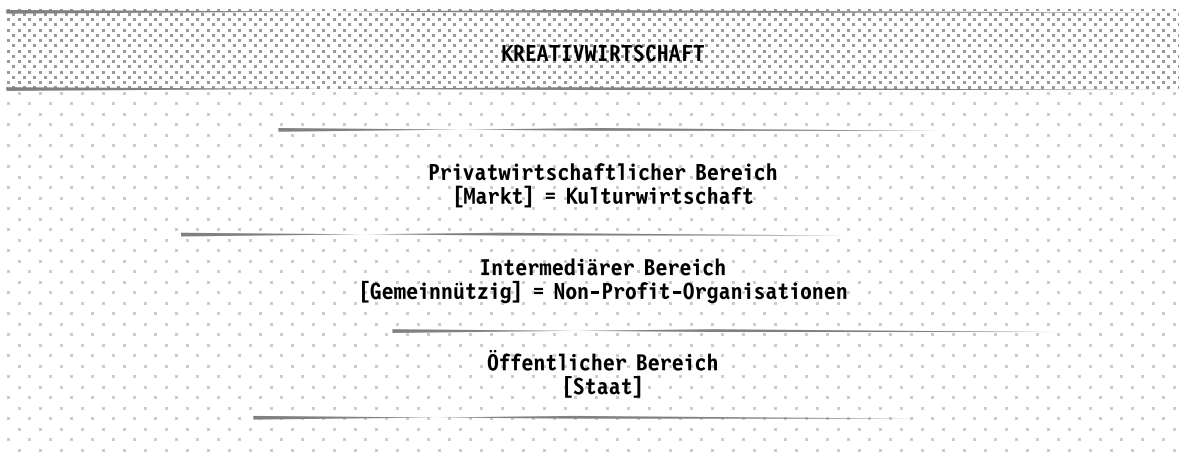 KREATIVWIRTSCHAFT
Privatwirtschaftlicher Bereich
[Markt] = Kulturwirtschaft
Intermediärer Bereich
[Gemeinnützig] = Non-Profit-Organisationen
Öffentlicher Bereich
[Staat]